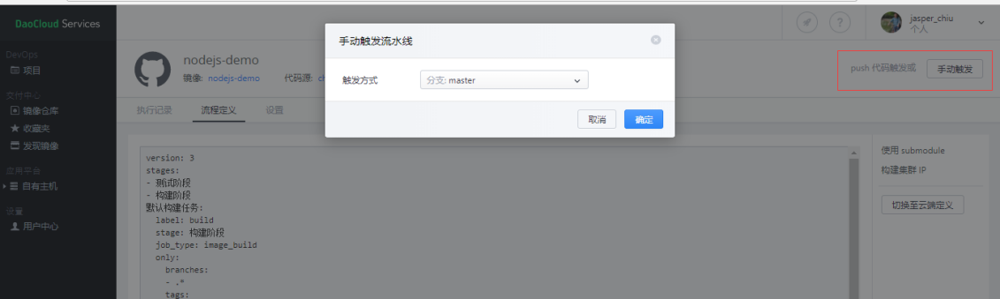 DaoCloud Services
jasper_chiu
个人
DevOps
项目
交付中心
镜像仓库
收藏夹
发现镜像
应用平台
自有主机
设置
用户中心
nodejs-demo
镜像: nodejs-demo 代码源:
push 代码触发或 手动触发
执行记录 流程定义 设置
手动触发流水线
触发方式 分支: master
取消 确定
version: 3
stages:
- 测试阶段
- 构建阶段
默认构建任务:
label: build
stage: 构建阶段
job_type: image_build
only:
branches:
- .*
tags:
使用 submodule
构建集群 IP
切换至云端定义